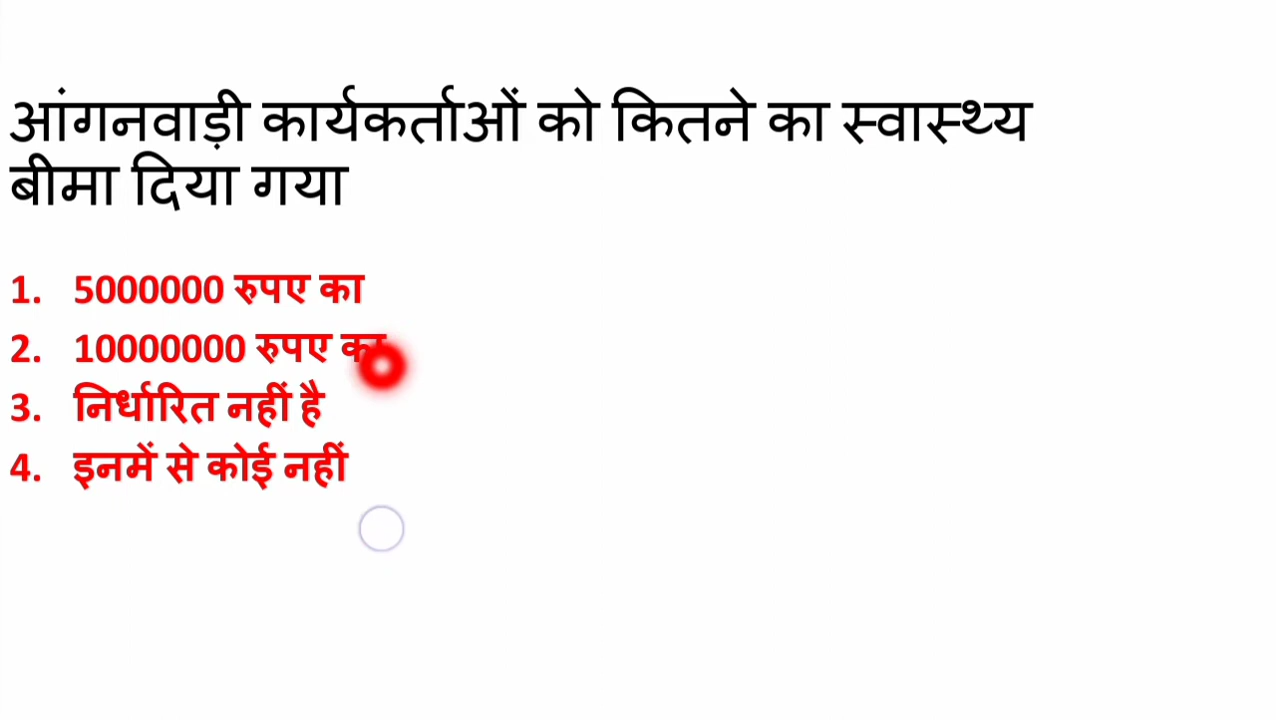 आंगनवाड़ी कार्यकर्ताओं को कितने का स्वास्थ्य
बीमा दिया गया
1. 5000000 रुपए का
2. 10000000 रुपए का
3. निर्धारित नहीं है
4. इनमें से कोई नहीं